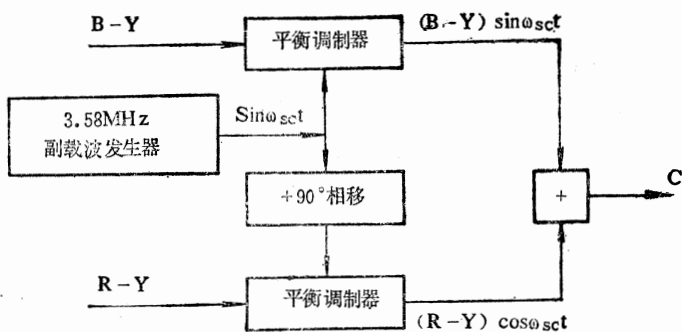 B-Y
平衡调制器
(B-Y) sinωsct
3.58MHz
副载波发生器
Sinωsct
+90°相移
+
C
R-Y
平衡调制器
(R-Y) cosωsct